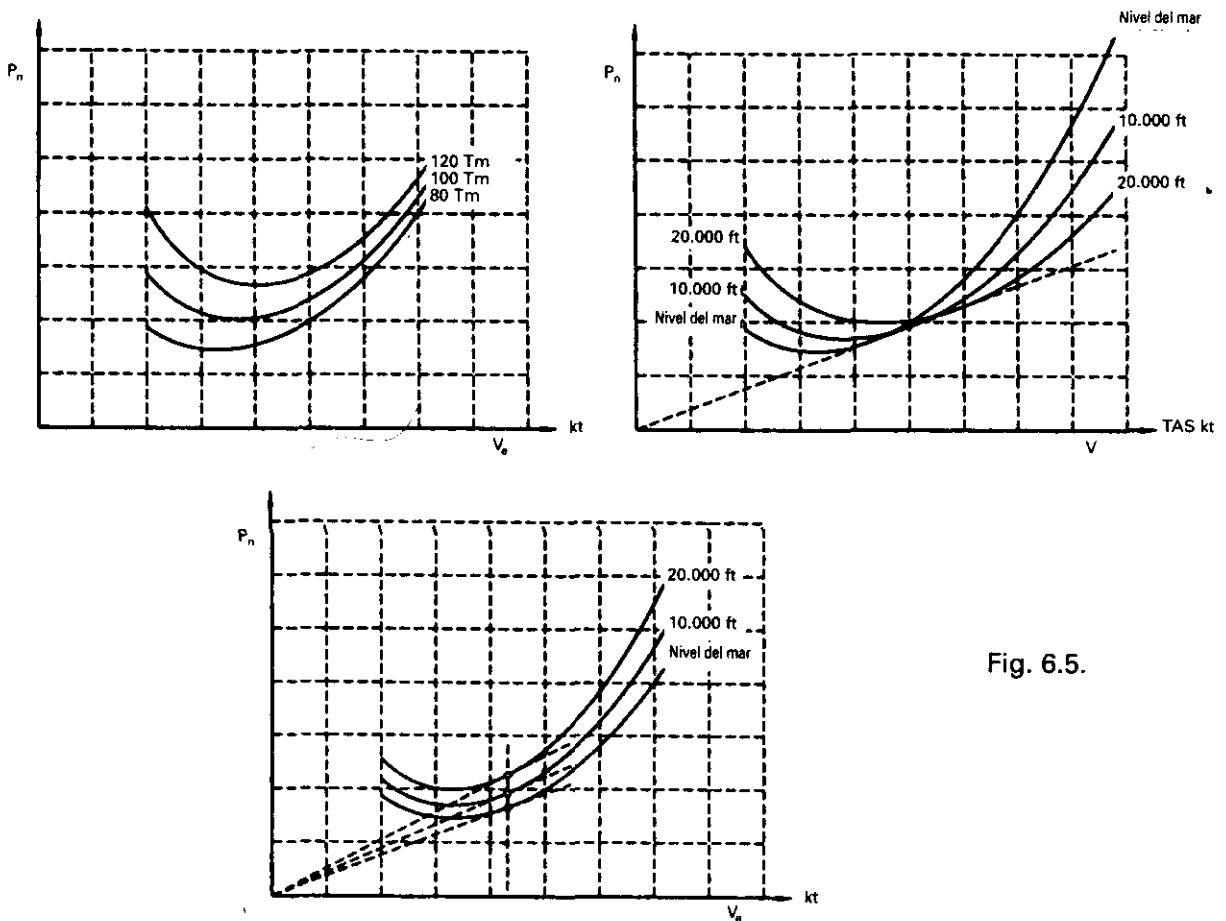 Pn
120 Tm
100 Tm
80 Tm
kt
Ve
Pn
Nivel del mar
10.000 ft
20.000 ft
20.000 ft
10.000 ft
Nivel del mar
TAS kt
V
Pn
20.000 ft
10.000 ft
Nivel del mar
kt
Ve
Fig. 6.5.